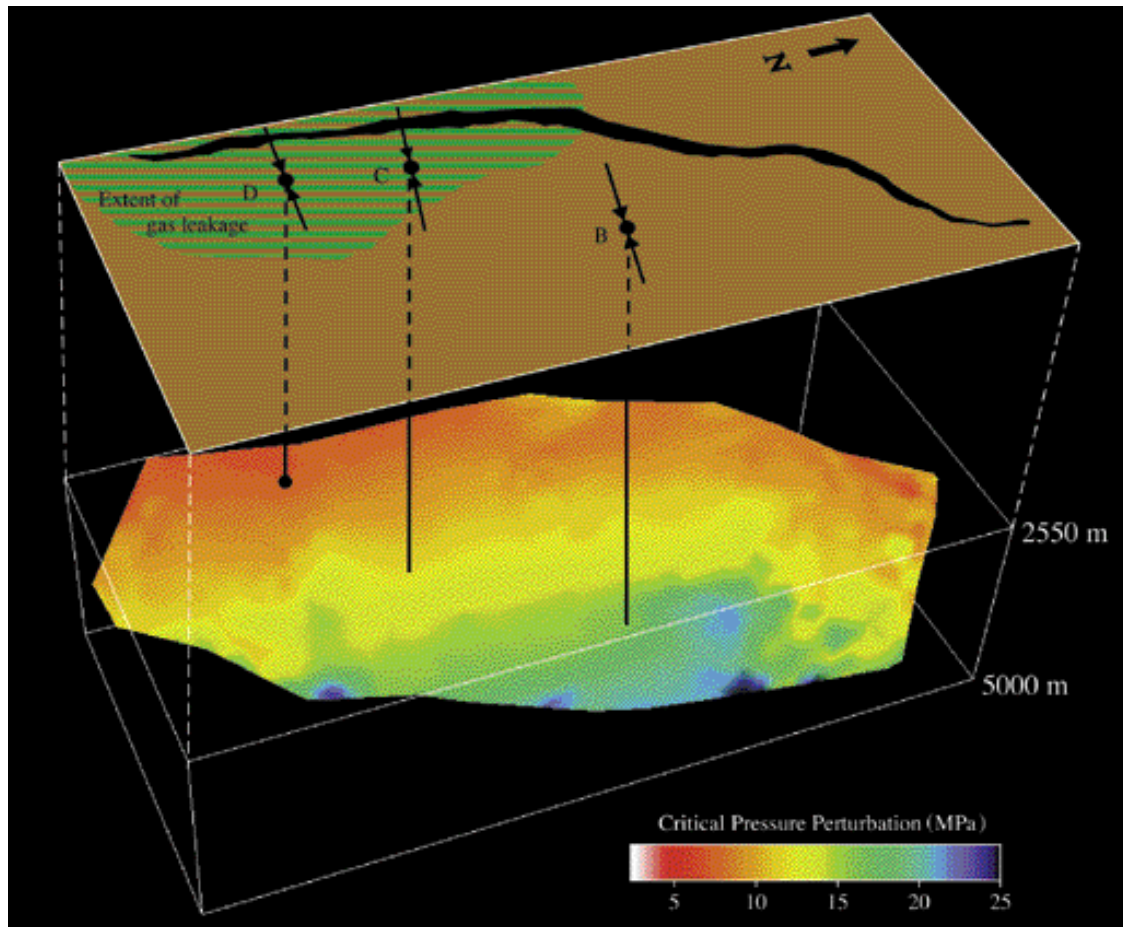 N
C
D
Extent of
gas leakage
B
2550 m
5000 m
Critical Pressure Perturbation (MPa)
5 10 15 20 25